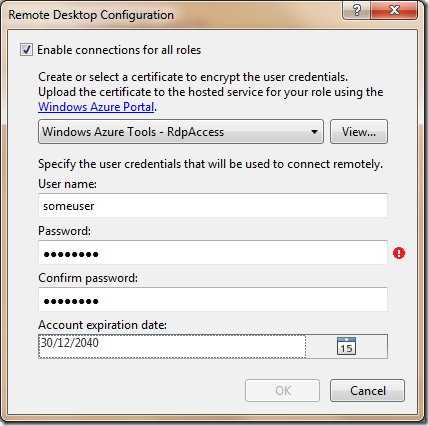 Remote Desktop Configuration
Enable connections for all roles
Create or select a certificate to encrypt the user credentials.
Upload the certificate to the hosted service for your role using the
Windows Azure Portal.
Windows Azure Tools - RdpAccess
View...
Specify the user credentials that will be used to connect remotely.
User name:
someuser
Password:
●●●●●●●●
Confirm password:
●●●●●●●●
Account expiration date:
30/12/2040
15
OK
Cancel